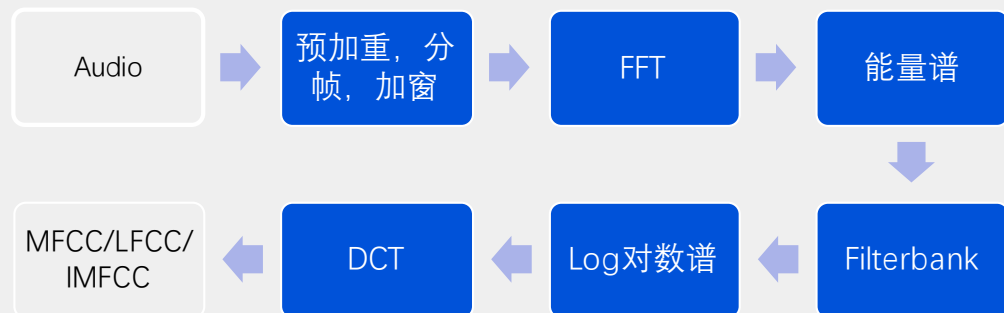 Audio
预加重，分
帧，加窗
FFT
能量谱
Filterbank
Log对数谱
DCT
MFCC/LFCC/
IMFCC